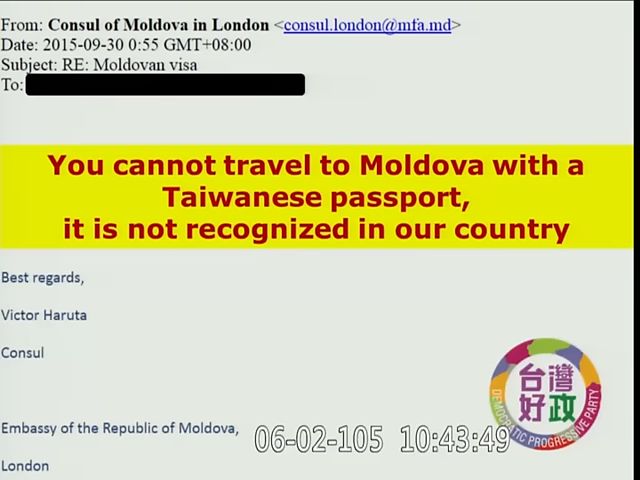 From: Consul of Moldova in London <consul.london@mfa.md>
Date: 2015-09-30 0:55 GMT+08:00
Subject: RE: Moldovan visa
To:
You cannot travel to Moldova with a
Taiwanese passport,
it is not recognized in our country
Best regards,
Victor Haruta
Consul
台灣
好政
DEMOCRATIC PROGRESSIVE PARTY
Embassy of the Republic of Moldova,
06-02-105 10:43:49
London